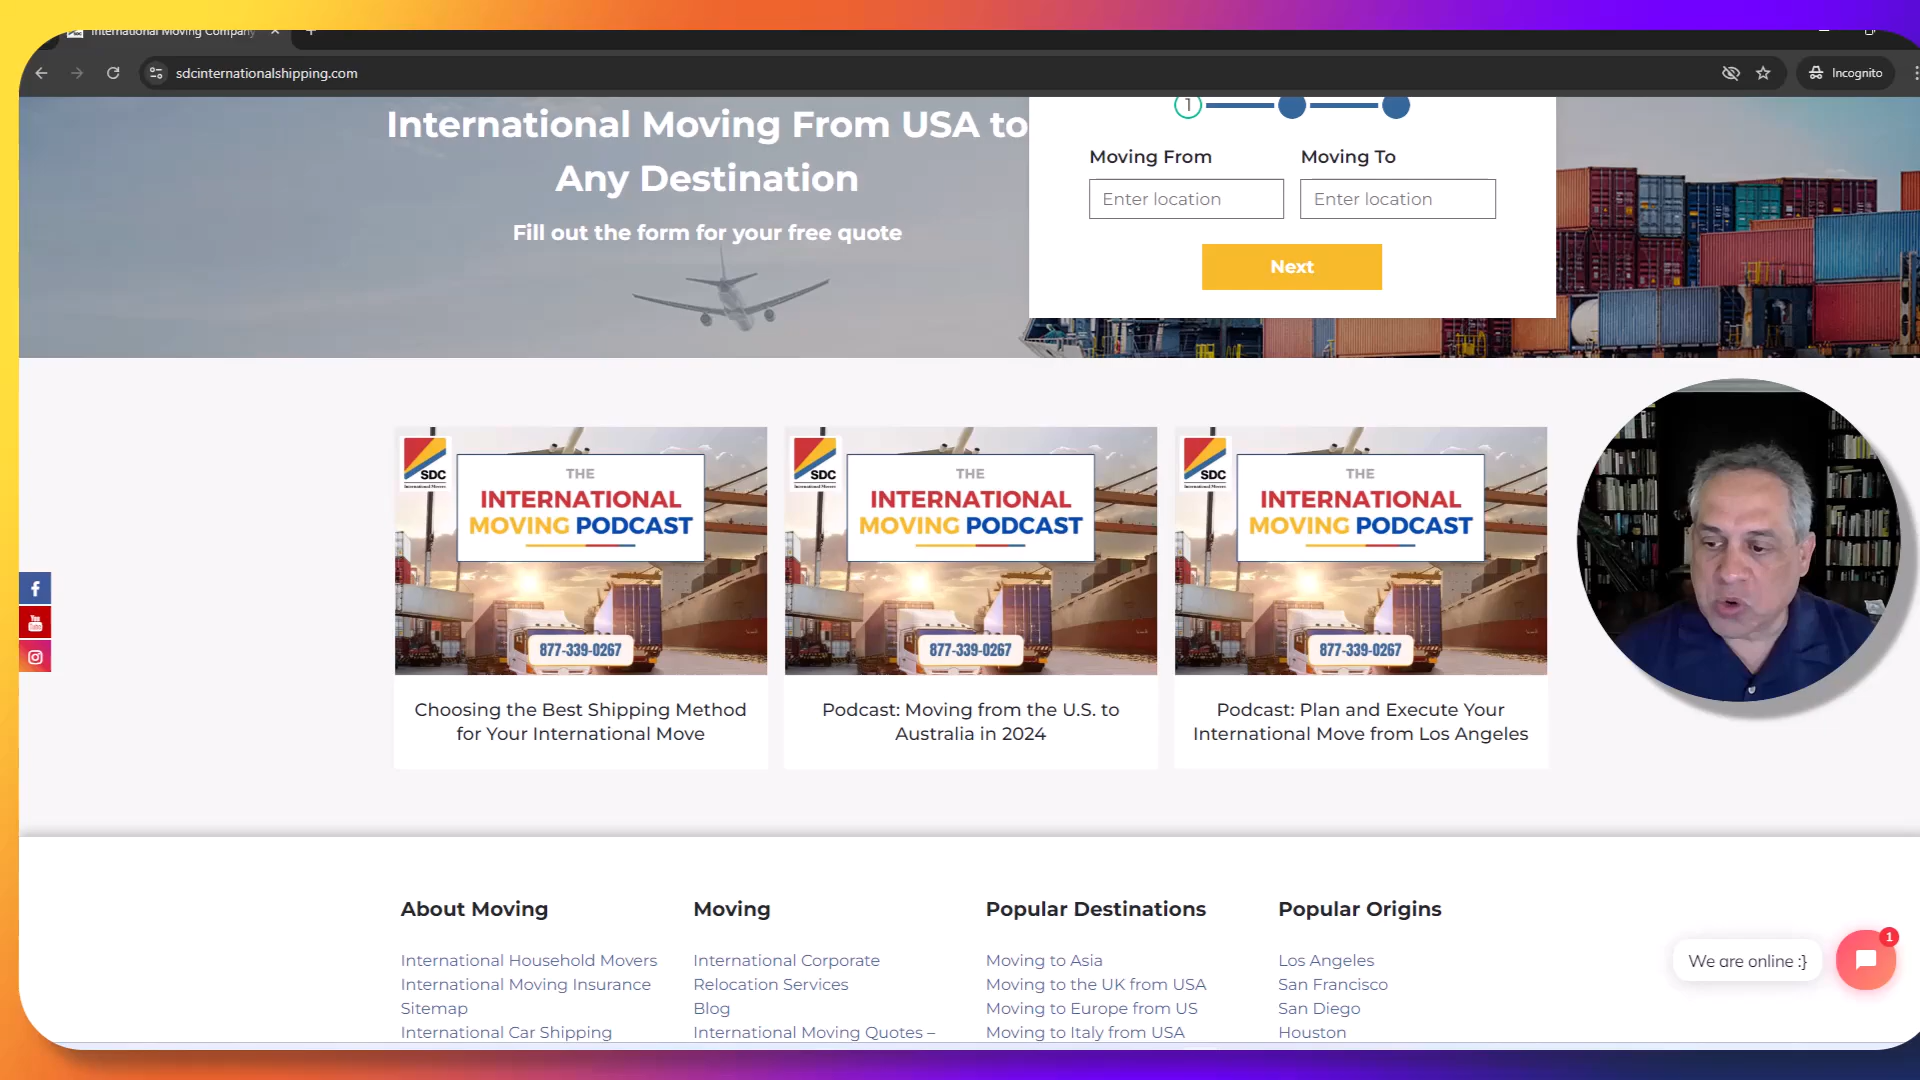 International Moving Company
sdcinternationalshipping.com
Incognito
International Moving From USA to
Any Destination
Fill out the form for your free quote
1
Moving From
Moving To
Enter location
Enter location
Next
SDC
International Movers
THE
INTERNATIONAL
MOVING PODCAST
877-339-0267
Choosing the Best Shipping Method
for Your International Move
SDC
International Movers
THE
INTERNATIONAL
MOVING PODCAST
877-339-0267
Podcast: Moving from the U.S. to
Australia in 2024
SDC
International Movers
THE
INTERNATIONAL
MOVING PODCAST
877-339-0267
Podcast: Plan and Execute Your
International Move from Los Angeles
About Moving
International Household Movers
International Moving Insurance
Sitemap
International Car Shipping
Moving
International Corporate
Relocation Services
Blog
International Moving Quotes –
Popular Destinations
Moving to Asia
Moving to the UK from USA
Moving to Europe from US
Moving to Italy from USA
Popular Origins
Los Angeles
San Francisco
San Diego
Houston
We are online :}
1